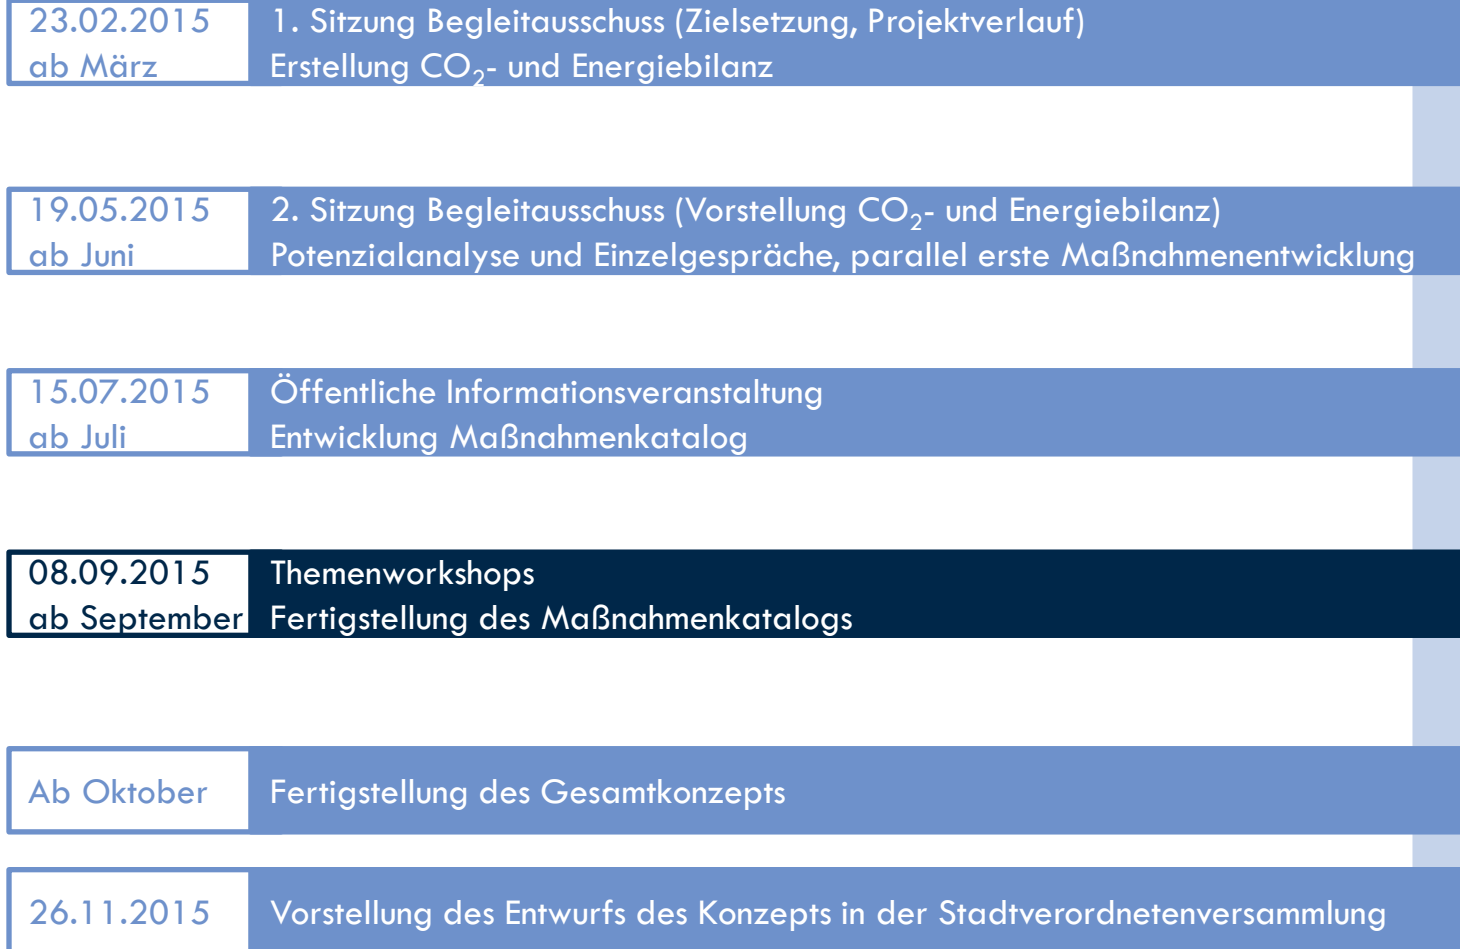 23.02.2015 1. Sitzung Begleitausschuss (Zielsetzung, Projektverlauf)
ab März Erstellung CO₂- und Energiebilanz
19.05.2015 2. Sitzung Begleitausschuss (Vorstellung CO₂- und Energiebilanz)
ab Juni Potenzialanalyse und Einzelgespräche, parallel erste Maßnahmenentwicklung
15.07.2015 Öffentliche Informationsveranstaltung
ab Juli Entwicklung Maßnahmenkatalog
08.09.2015 Themenworkshops
ab September Fertigstellung des Maßnahmenkatalogs
Ab Oktober Fertigstellung des Gesamtkonzepts
26.11.2015 Vorstellung des Entwurfs des Konzepts in der Stadtverordnetenversammlung